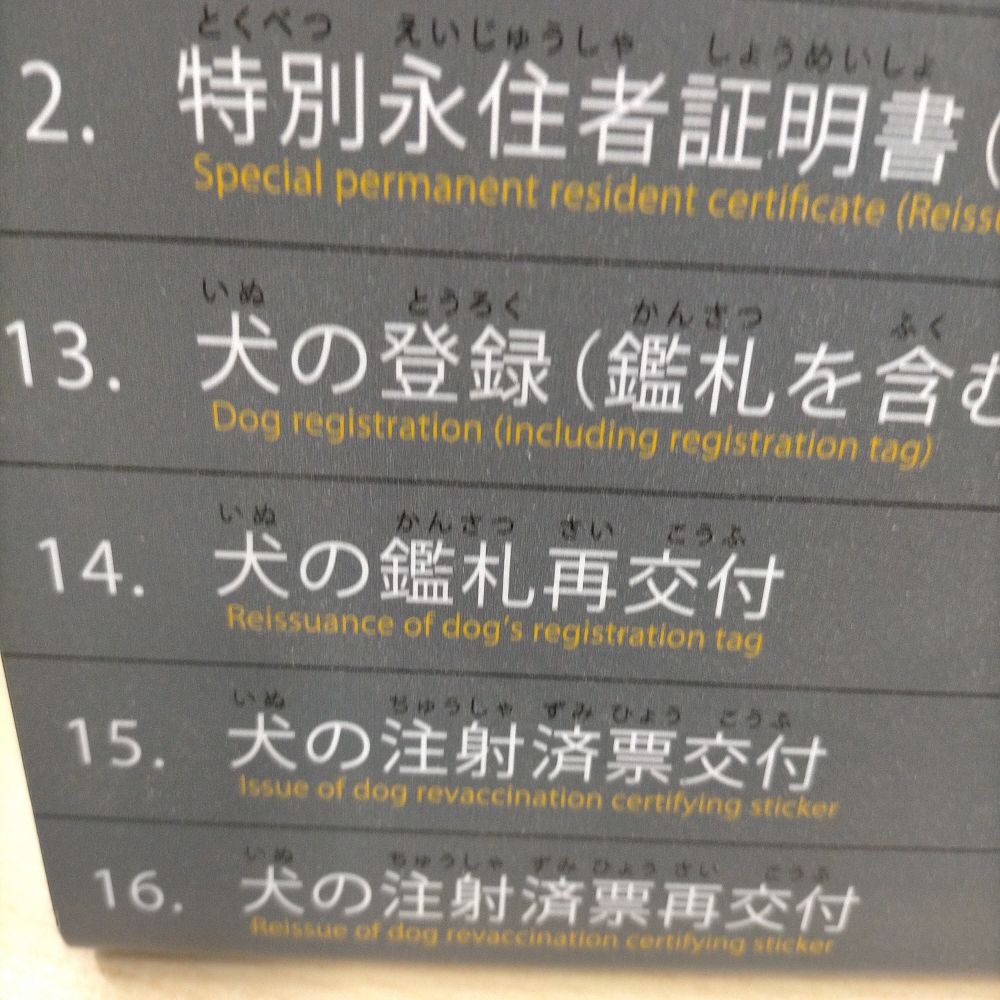 とくべつ えいじゅうしゃ しょうめいしょ
2. 特別永住者証明書(
Special permanent resident certificate (Reissu
いぬ とうろく かんさつ ふく
13. 犬の登録(鑑札を含む
Dog registration (including registration tag)
いぬ かんさつ さい こうふ
14. 犬の鑑札再交付
Reissuance of dog's registration tag
いぬ ちゅうしゃ ずみ ひょう こうふ
15. 犬の注射済票交付
Issue of dog revaccination certifying sticker
いぬ ちゅうしゃ ずみ ひょう さい こうふ
16. 犬の注射済票再交付
Reissue of dog revaccination certifying sticker